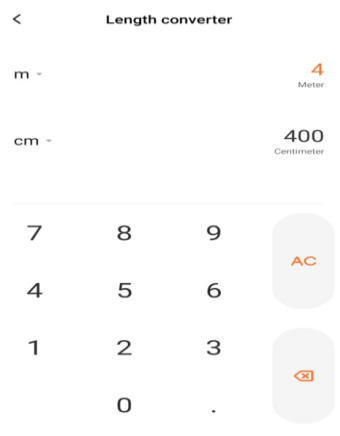 Length converter
m
4
Meter
cm
400
Centimeter
7 8 9
AC
4 5 6
1 2 3
0 .